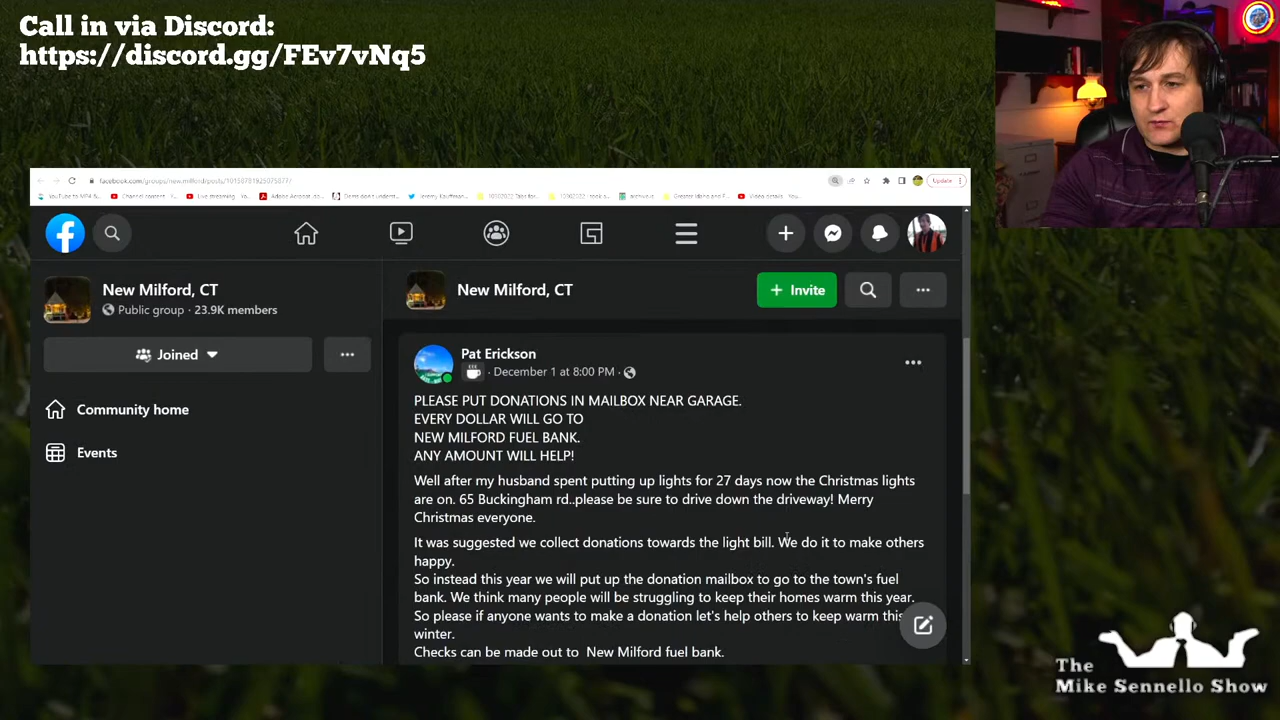 Call in via Discord:
https://discord.gg/FEv7vNq5
facebook.com/groups/new.milford/posts/10158781925075877/
Update
New Milford, CT
Public group · 23.9K members
Joined
Community home
Events
New Milford, CT
+ Invite
Pat Erickson
December 1 at 8:00 PM ·
PLEASE PUT DONATIONS IN MAILBOX NEAR GARAGE.
EVERY DOLLAR WILL GO TO
NEW MILFORD FUEL BANK.
ANY AMOUNT WILL HELP!
Well after my husband spent putting up lights for 27 days now the Christmas lights
are on. 65 Buckingham rd..please be sure to drive down the driveway! Merry
Christmas everyone.
It was suggested we collect donations towards the light bill. We do it to make others
happy.
So instead this year we will put up the donation mailbox to go to the town's fuel
bank. We think many people will be struggling to keep their homes warm this year.
So please if anyone wants to make a donation let's help others to keep warm this
winter.
Checks can be made out to New Milford fuel bank.
The
Mike Sennello Show